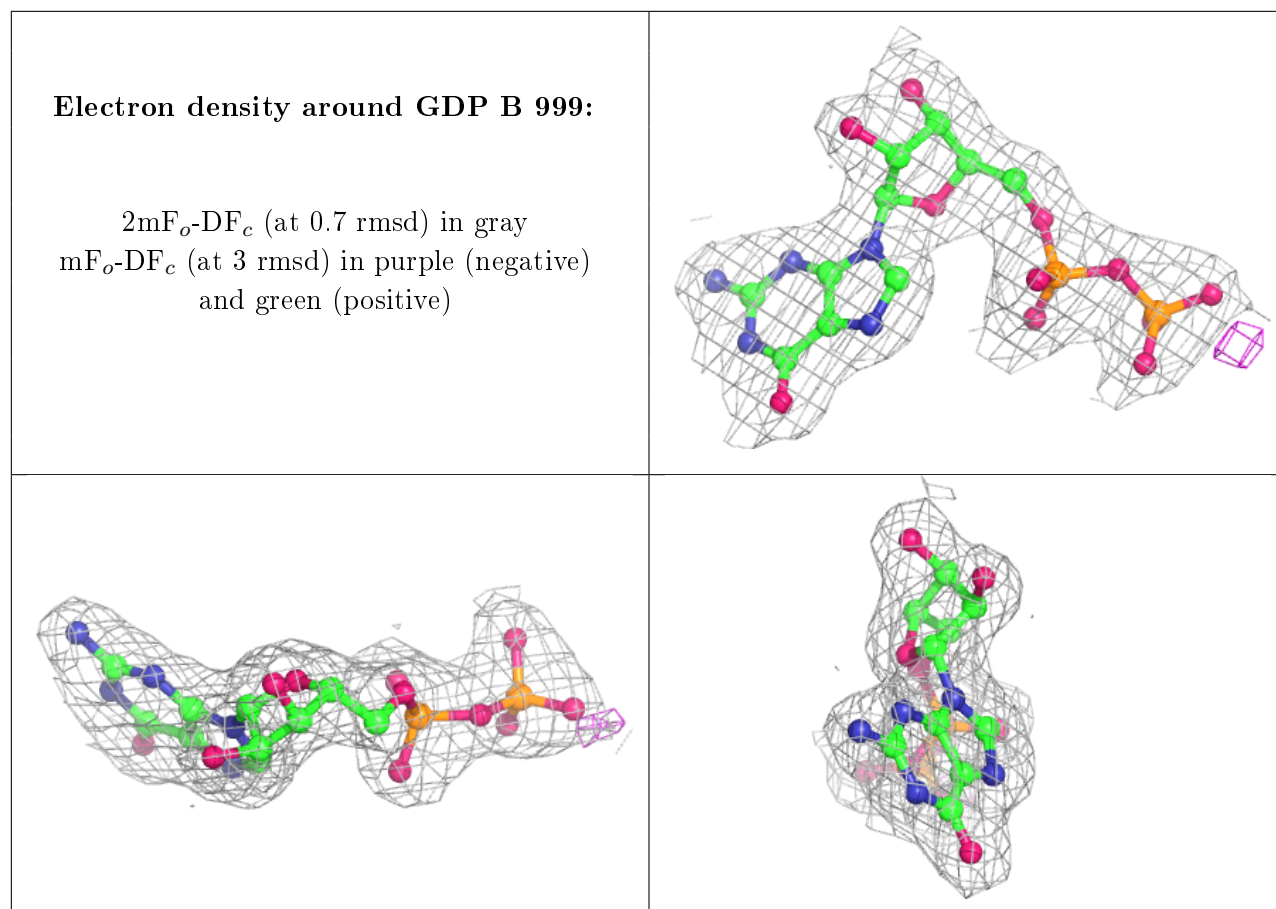 Electron density around GDP B 999:
2mFo-DFc (at 0.7 rmsd) in gray
mFo-DFc (at 3 rmsd) in purple (negative)
and green (positive)